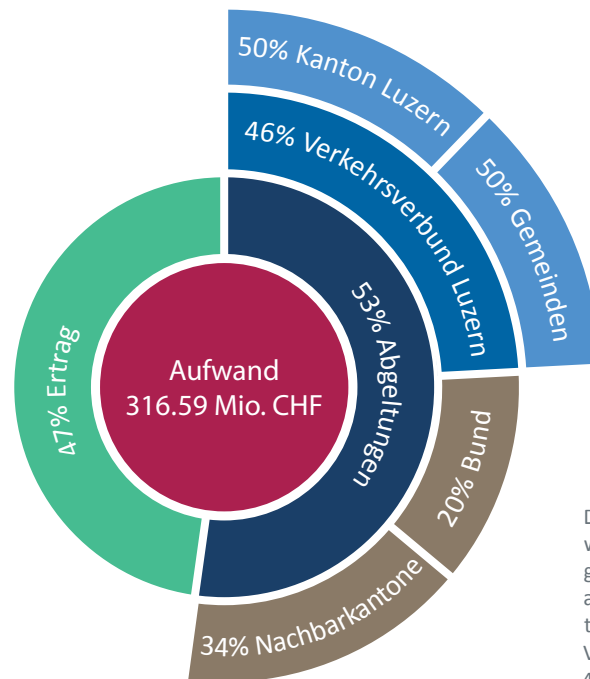 50% Kanton Luzern
50% Gemeinden
46% Verkehrsverbund Luzern
53% Abgeltungen
47% Ertrag
Aufwand
316.59 Mio. CHF
20% Bund
34% Nachbarkantone